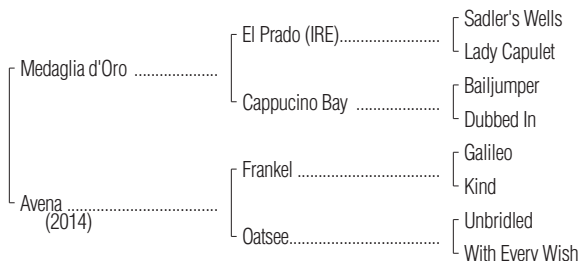 Sadler's Wells
El Prado (IRE)
Lady Capulet
Medaglia d'Oro
Bailjumper
Cappucino Bay
Dubbed In
Galileo
Frankel
Kind
Avena
(2014)
Unbridled
Oatsee
With Every Wish